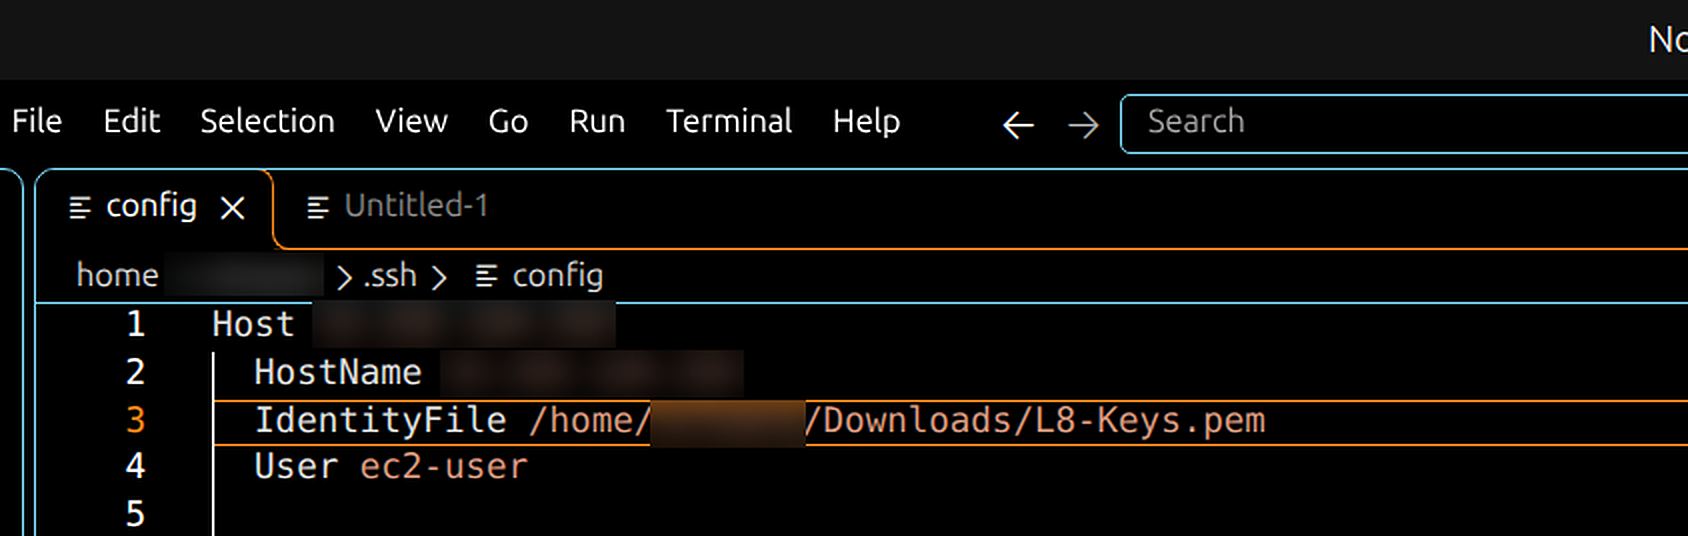 No
File Edit Selection View Go Run Terminal Help Search
config Untitled-1
home .ssh config
1 Host
2 HostName
3 IdentityFile /home/ /Downloads/L8-Keys.pem
4 User ec2-user
5